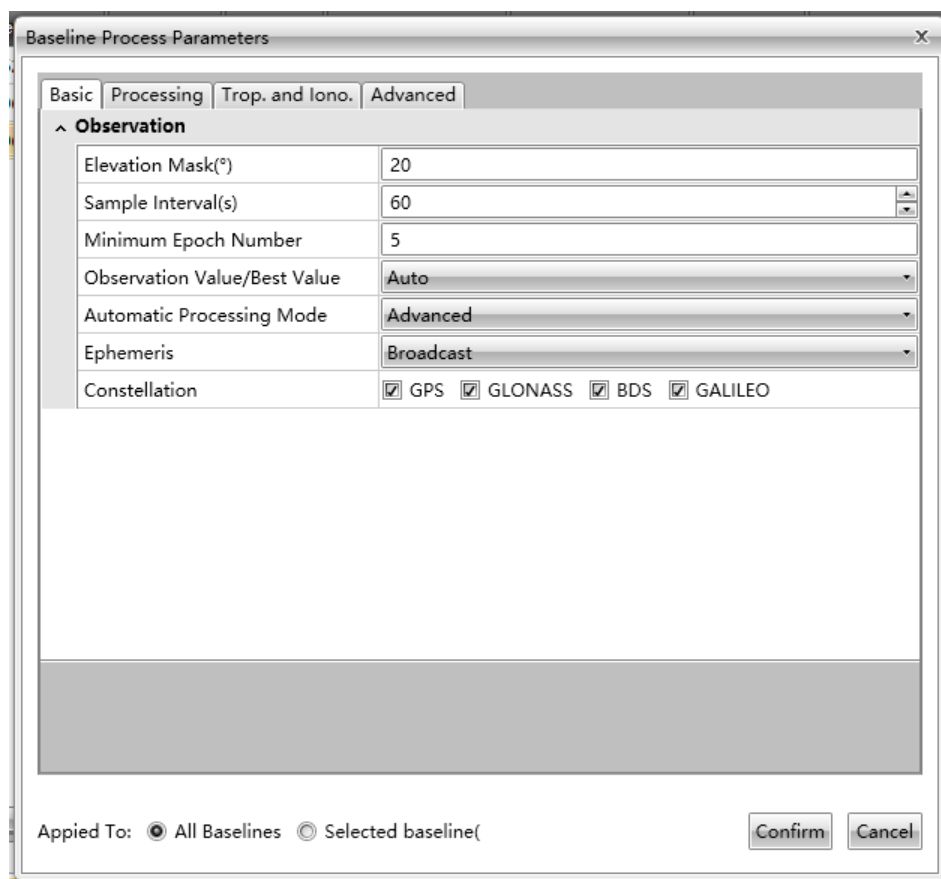 Baseline Process Parameters x
Basic Processing Trop. and Iono. Advanced
Observation
Elevation Mask(°) 20
Sample Interval(s) 60
Minimum Epoch Number 5
Observation Value/Best Value Auto
Automatic Processing Mode Advanced
Ephemeris Broadcast
Constellation GPS GLONASS BDS GALILEO
Appied To: All Baselines Selected baseline( Confirm Cancel